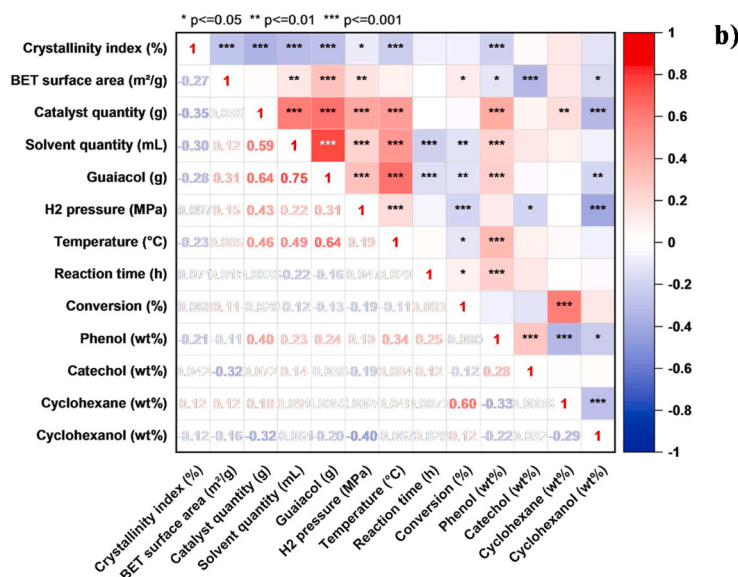 * p<=0.05 ** p<=0.01 *** p<=0.001
b)
Crystallinity index (%) 1 *** *** *** *** * *** ***
BET surface area (m²/g) -0.27 1 ** *** ** * * *** *
Catalyst quantity (g) -0.35 1 *** *** *** *** *** ** ***
Solvent quantity (mL) -0.30 0.12 0.59 1 *** *** *** *** ** ***
Guaiacol (g) -0.28 0.31 0.64 0.75 1 *** *** *** ** *** **
H2 pressure (MPa) 0.15 0.43 0.22 0.31 1 *** *** * ***
Temperature (°C) -0.23 0.46 0.49 0.64 0.19 1 * ***
Reaction time (h) -0.22 -0.16 1 * ***
Conversion (%) 0.11 -0.12 -0.13 -0.19 -0.11 1 ***
Phenol (wt%) -0.21 -0.11 0.40 0.23 0.24 0.10 0.34 0.25 1 *** *** *
Catechol (wt%) -0.32 0.14 -0.19 0.12 -0.12 0.28 1
Cyclohexane (wt%) 0.12 0.12 0.18 0.60 -0.33 1 ***
Cyclohexanol (wt%) -0.12 -0.16 -0.32 -0.20 -0.40 0.12 -0.22 -0.29 1
1
0.8
0.6
0.4
0.2
0
-0.2
-0.4
-0.6
-0.8
-1
Crystallinity index (%)
BET surface area (m²/g)
Catalyst quantity (g)
Solvent quantity (mL)
Guaiacol (g)
H2 pressure (MPa)
Temperature (°C)
Reaction time (h)
Conversion (%)
Phenol (wt%)
Catechol (wt%)
Cyclohexane (wt%)
Cyclohexanol (wt%)